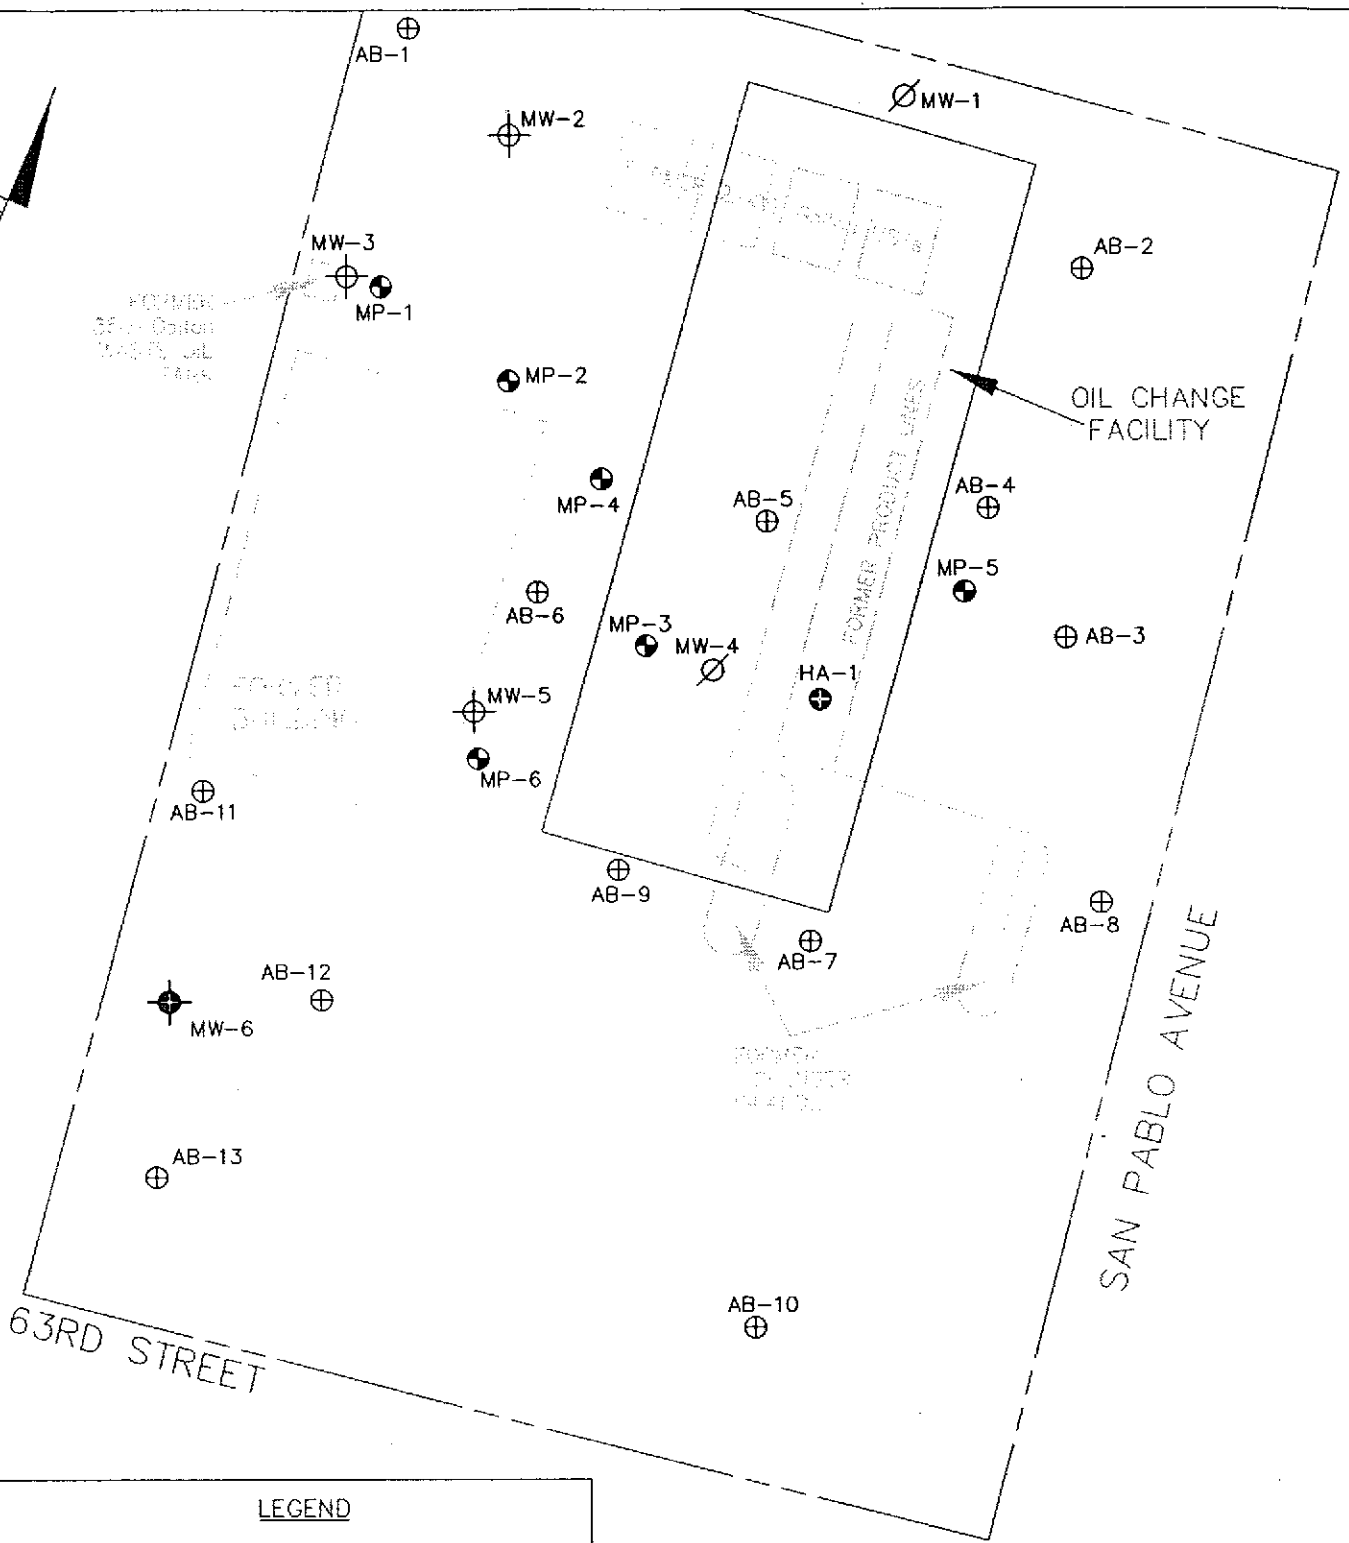 AB-1
MW-1
MW-2
AB-2
MW-3
MP-1
Gallon
MP-2
OIL CHANGE
FACILITY
MP-4
AB-5
AB-4
FORMER PRODUCT LINES
MP-5
AB-6
MP-3
MW-4
AB-3
HA-1
MW-5
MP-6
AB-11
AB-9
AB-8
AB-7
AB-12
MW-6
FORMER
AB-13
SAN PABLO AVENUE
AB-10
63RD STREET
LEGEND